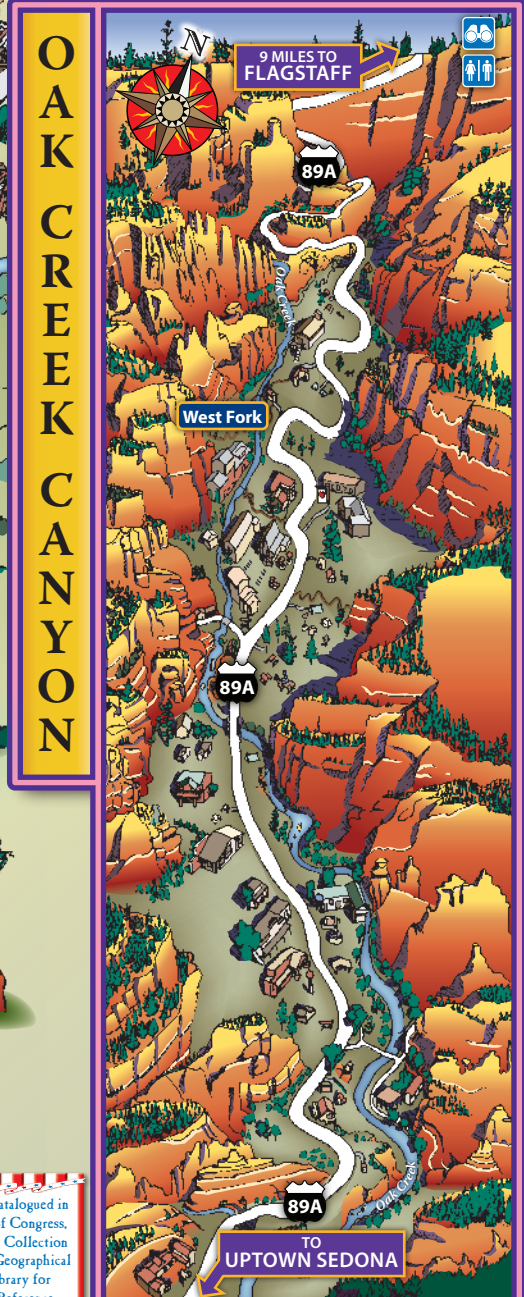 OAK CREEK CANYON
N
9 MILES TO
FLAGSTAFF
89A
Oak Creek
West Fork
89A
Oak Creek
89A
TO
UPTOWN SEDONA
atalogued in
f Congress,
Collection
Geographical
brary for